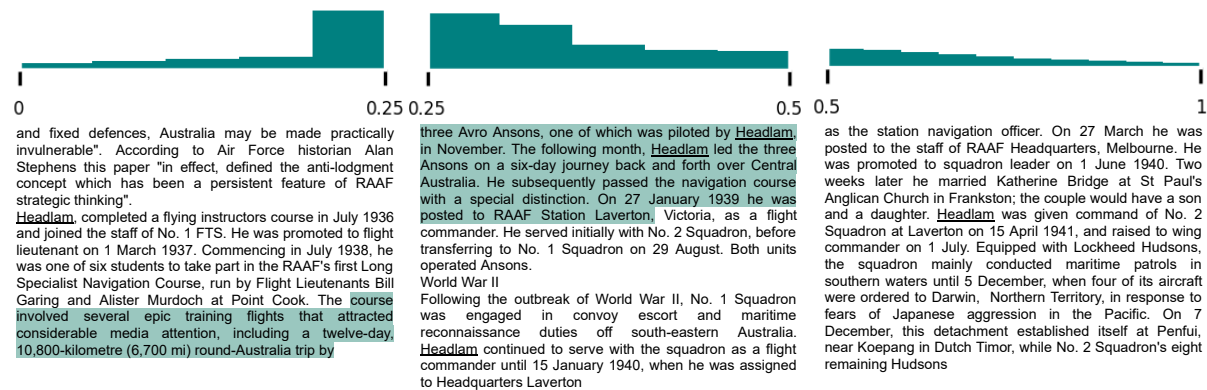 0
0.25
0.25
0.5
0.5
1
and fixed defences, Australia may be made practically
invulnerable". According to Air Force historian Alan
Stephens this paper "in effect, defined the anti-lodgment
concept which has been a persistent feature of RAAF
strategic thinking".
Headlam, completed a flying instructors course in July 1936
and joined the staff of No. 1 FTS. He was promoted to flight
lieutenant on 1 March 1937. Commencing in July 1938, he
was one of six students to take part in the RAAF's first Long
Specialist Navigation Course, run by Flight Lieutenants Bill
Garing and Alister Murdoch at Point Cook. The course
involved several epic training flights that attracted
considerable media attention, including a twelve-day,
10,800-kilometre (6,700 mi) round-Australia trip by
three Avro Ansons, one of which was piloted by Headlam,
in November. The following month, Headlam led the three
Ansons on a six-day journey back and forth over Central
Australia. He subsequently passed the navigation course
with a special distinction. On 27 January 1939 he was
posted to RAAF Station Laverton, Victoria, as a flight
commander. He served initially with No. 2 Squadron, before
transferring to No. 1 Squadron on 29 August. Both units
operated Ansons.
World War II
Following the outbreak of World War II, No. 1 Squadron
was engaged in convoy escort and maritime
reconnaissance duties off south-eastern Australia.
Headlam continued to serve with the squadron as a flight
commander until 15 January 1940, when he was assigned
to Headquarters Laverton
as the station navigation officer. On 27 March he was
posted to the staff of RAAF Headquarters, Melbourne. He
was promoted to squadron leader on 1 June 1940. Two
weeks later he married Katherine Bridge at St Paul's
Anglican Church in Frankston; the couple would have a son
and a daughter. Headlam was given command of No. 2
Squadron at Laverton on 15 April 1941, and raised to wing
commander on 1 July. Equipped with Lockheed Hudsons,
the squadron mainly conducted maritime patrols in
southern waters until 5 December, when four of its aircraft
were ordered to Darwin, Northern Territory, in response to
fears of Japanese aggression in the Pacific. On 7
December, this detachment established itself at Penfui,
near Koepang in Dutch Timor, while No. 2 Squadron's eight
remaining Hudsons